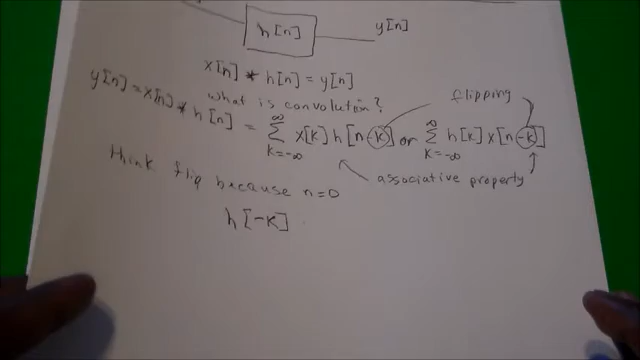 h[n]
y[n]
x[n] * h[n] = y[n]
what is convolution?
flipping
y[n] = x[n] * h[n] = ∑ x[k] h[n-k] or ∑ h[k] x[n-k]
∞
k=-∞
∞
k=-∞
associative property
think flip because n=0
h[-k]